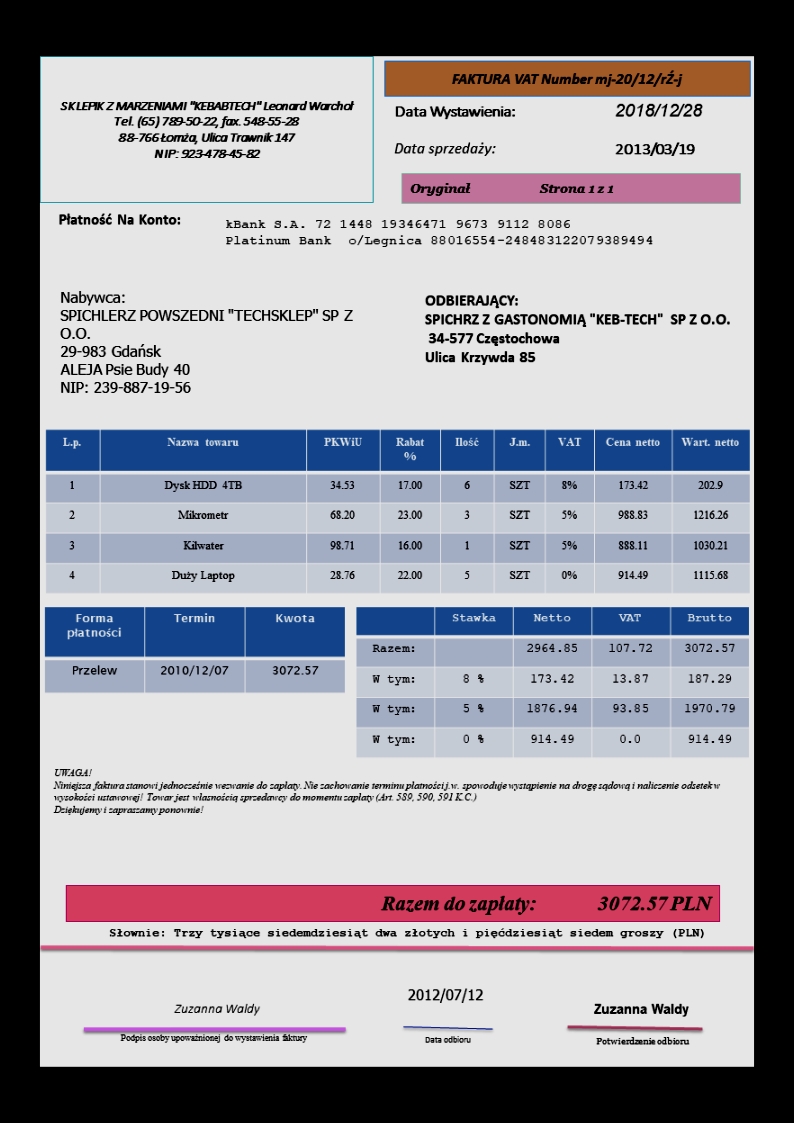 FAKTURA VAT Number mj-20/12/rŹ-j
SKLEPIK Z MARZENIAMI "KEBABTECH" Leonard Warchoł
Tel. (65) 789-50-22, fax. 548-55-28
88-766 Łomża, Ulica Trawnik 147
NIP: 923-478-45-82
Data Wystawienia: 2018/12/28
Data sprzedaży: 2013/03/19
Oryginał Strona 1 z 1
Płatność Na Konto:
kBank S.A. 72 1448 19346471 9673 9112 8086
Platinum Bank o/Legnica 88016554-248483122079389494
Nabywca:
SPICHLERZ POWSZEDNI "TECHSKLEP" SP Z
O.O.
29-983 Gdańsk
ALEJA Psie Budy 40
NIP: 239-887-19-56
ODBIERAJĄCY:
SPICHRZ Z GASTONOMIĄ "KEB-TECH" SP Z O.O.
34-577 Częstochowa
Ulica Krzywda 85
L.p. Nazwa towaru PKWiU Rabat % Ilość J.m. VAT Cena netto Wart. netto
1 Dysk HDD 4TB 34.53 17.00 6 SZT 8% 173.42 202.9
2 Mikrometr 68.20 23.00 3 SZT 5% 988.83 1216.26
3 Kilwater 98.71 16.00 1 SZT 5% 888.11 1030.21
4 Duży Laptop 28.76 22.00 5 SZT 0% 914.49 1115.68
Forma płatności Termin Kwota
Przelew 2010/12/07 3072.57
Stawka Netto VAT Brutto
Razem: 2964.85 107.72 3072.57
W tym: 8 % 173.42 13.87 187.29
W tym: 5 % 1876.94 93.85 1970.79
W tym: 0 % 914.49 0.0 914.49
UWAGA!
Niniejsza faktura stanowi jednocześnie wezwanie do zapłaty. Nie zachowanie terminu płatności j.w. spowoduje wystąpienie na drogę sądową i naliczenie odsetek w
wysokości ustawowej! Towar jest własnością sprzedawcy do momentu zapłaty (Art. 589, 590, 591 K.C.)
Dziękujemy i zapraszamy ponownie!
Razem do zapłaty: 3072.57 PLN
Słownie: Trzy tysiące siedemdziesiąt dwa złotych i pięćdziesiąt siedem groszy (PLN)
Zuzanna Waldy
Podpis osoby upoważnionej do wystawienia faktury
2012/07/12
Data odbioru
Zuzanna Waldy
Potwierdzenie odbioru